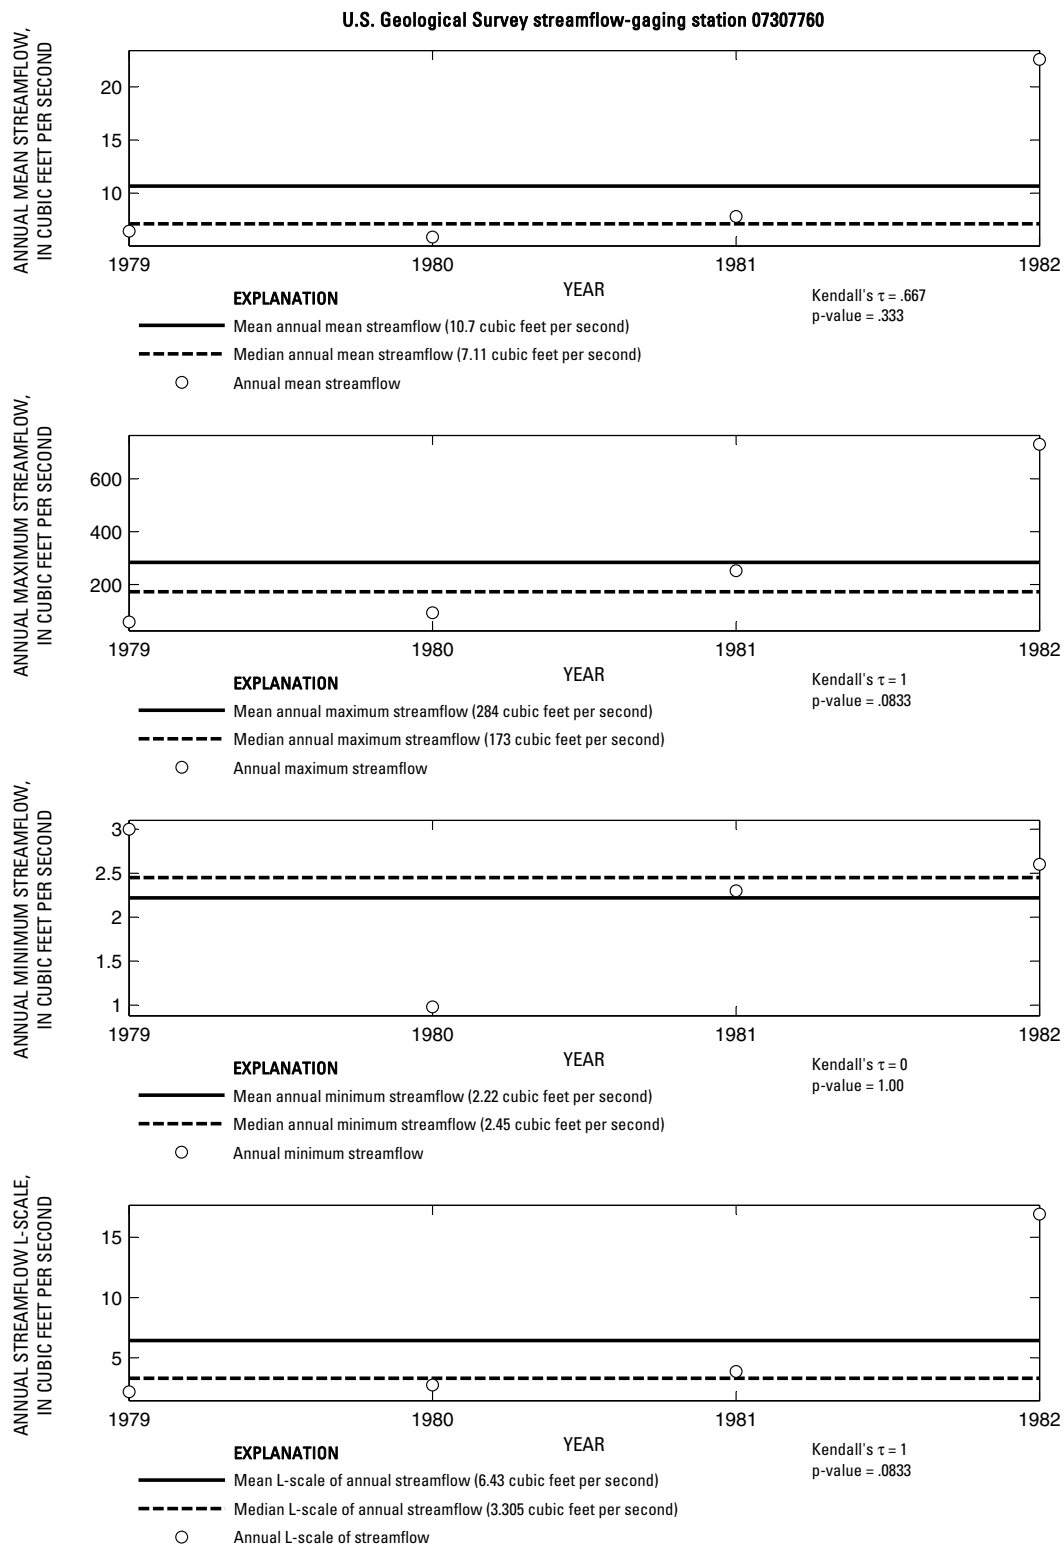 U.S. Geological Survey streamflow-gaging station 07307760
ANNUAL MEAN STREAMFLOW,
IN CUBIC FEET PER SECOND
20
15
10
1979 1980 1981 1982
YEAR
Kendall's τ = .667
p-value = .333
EXPLANATION
Mean annual mean streamflow (10.7 cubic feet per second)
Median annual mean streamflow (7.11 cubic feet per second)
Annual mean streamflow
ANNUAL MAXIMUM STREAMFLOW,
IN CUBIC FEET PER SECOND
600
400
200
1979 1980 1981 1982
YEAR
Kendall's τ = 1
p-value = .0833
EXPLANATION
Mean annual maximum streamflow (284 cubic feet per second)
Median annual maximum streamflow (173 cubic feet per second)
Annual maximum streamflow
ANNUAL MINIMUM STREAMFLOW,
IN CUBIC FEET PER SECOND
3
2.5
2
1.5
1
1979 1980 1981 1982
YEAR
Kendall's τ = 0
p-value = 1.00
EXPLANATION
Mean annual minimum streamflow (2.22 cubic feet per second)
Median annual minimum streamflow (2.45 cubic feet per second)
Annual minimum streamflow
ANNUAL STREAMFLOW L-SCALE,
IN CUBIC FEET PER SECOND
15
10
5
1979 1980 1981 1982
YEAR
Kendall's τ = 1
p-value = .0833
EXPLANATION
Mean L-scale of annual streamflow (6.43 cubic feet per second)
Median L-scale of annual streamflow (3.305 cubic feet per second)
Annual L-scale of streamflow